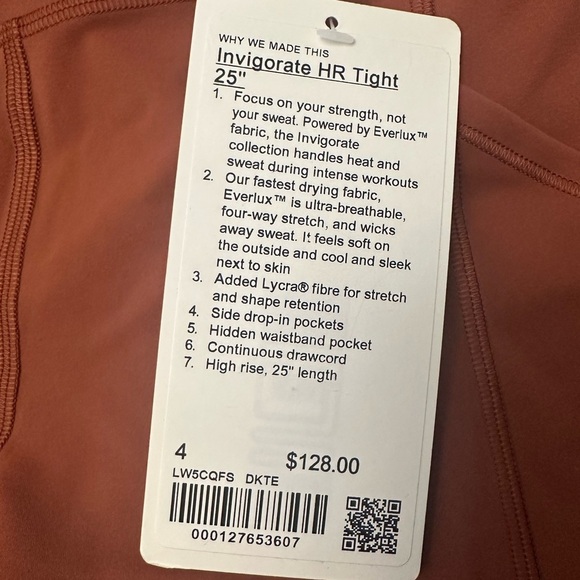 WHY WE MADE THIS
Invigorate HR Tight
25"
1. Focus on your strength, not
your sweat. Powered by Everlux™
fabric, the Invigorate
collection handles heat and
sweat during intense workouts
2. Our fastest drying fabric,
Everlux™ is ultra-breathable,
four-way stretch, and wicks
away sweat. It feels soft on
the outside and cool and sleek
next to skin
3. Added Lycra® fibre for stretch
and shape retention
4. Side drop-in pockets
5. Hidden waistband pocket
6. Continuous drawcord
7. High rise, 25" length
4 $128.00
LW5CQFS DKTE
000127653607